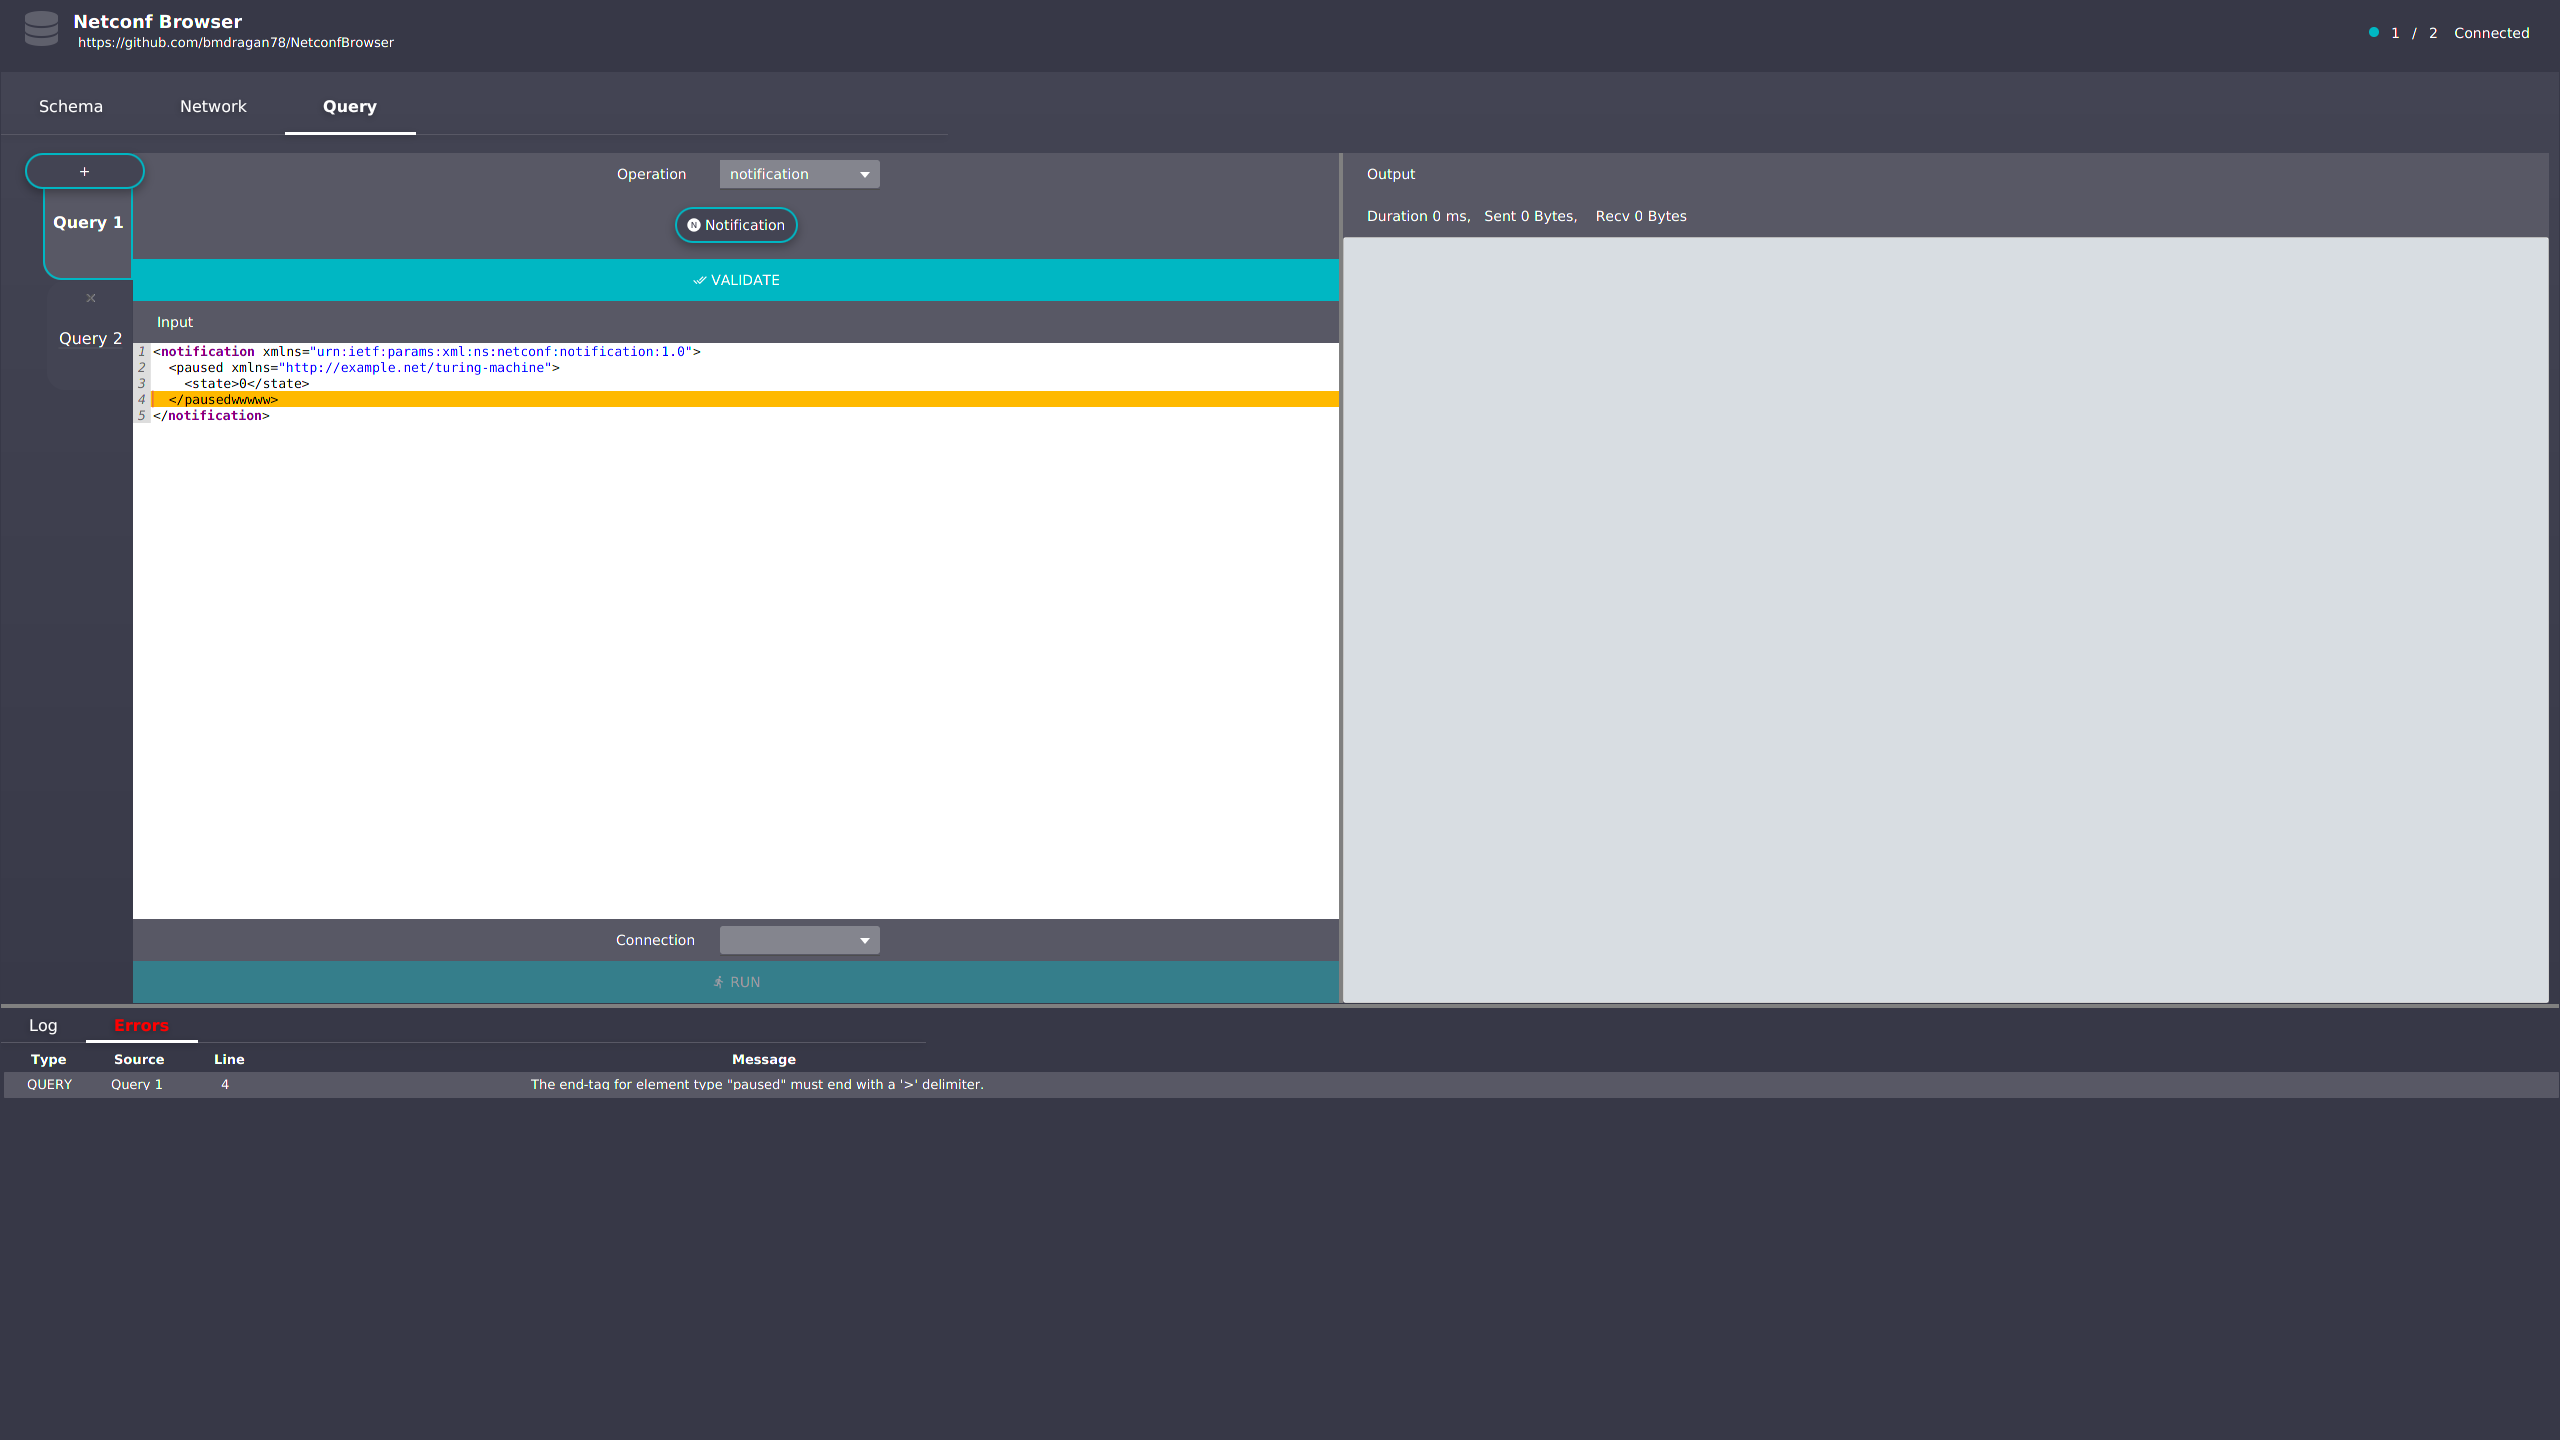 Netconf Browser
https://github.com/bmdragan78/NetconfBrowser
1 / 2 Connected
Schema Network Query
+
Query 1
×
Query 2
Operation notification
N Notification
VALIDATE
Input
1 <notification xmlns="urn:ietf:params:xml:ns:netconf:notification:1.0">
2 <paused xmlns="http://example.net/turing-machine">
3 <state>0</state>
4 </pausedwwwww>
5 </notification>
Connection
RUN
Output
Duration 0 ms, Sent 0 Bytes, Recv 0 Bytes
Log Errors
Type Source Line Message
QUERY Query 1 4 The end-tag for element type "paused" must end with a '>' delimiter.